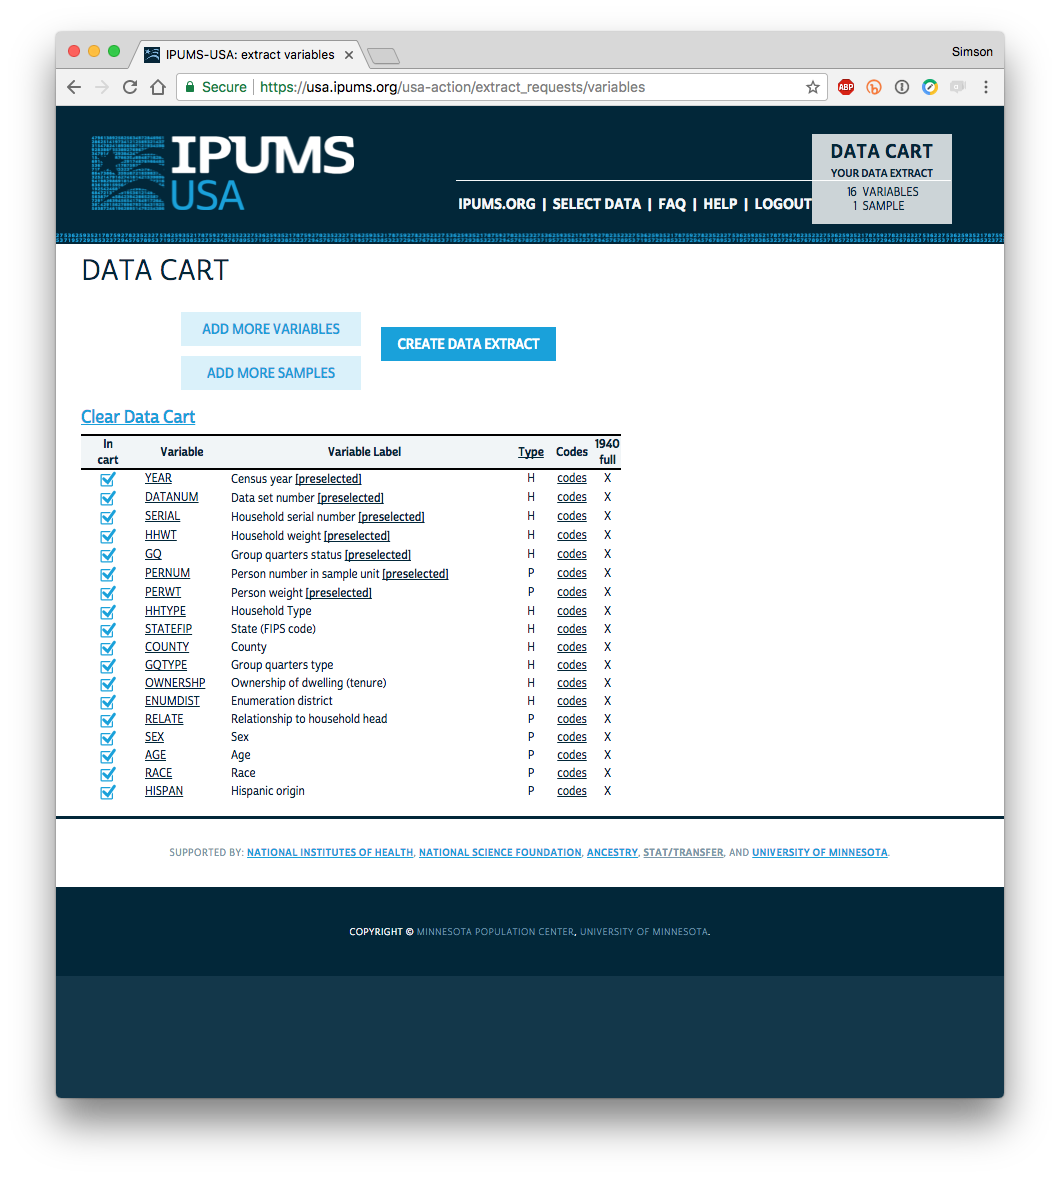 IPUMS-USA: extract variables
Simson
Secure
https://usa.ipums.org/usa-action/extract_requests/variables
ABP
IPUMS
USA
DATA CART
YOUR DATA EXTRACT
16 VARIABLES
1 SAMPLE
IPUMS.ORG | SELECT DATA | FAQ | HELP | LOGOUT
DATA CART
ADD MORE VARIABLES
CREATE DATA EXTRACT
ADD MORE SAMPLES
Clear Data Cart
In cart Variable Variable Label Type Codes 1940 full
YEAR Census year [preselected] H codes X
DATANUM Data set number [preselected] H codes X
SERIAL Household serial number [preselected] H codes X
HHWT Household weight [preselected] H codes X
GQ Group quarters status [preselected] H codes X
PERNUM Person number in sample unit [preselected] P codes X
PERWT Person weight [preselected] P codes X
HHTYPE Household Type H codes X
STATEFIP State (FIPS code) H codes X
COUNTY County H codes X
GQTYPE Group quarters type H codes X
OWNERSHP Ownership of dwelling (tenure) H codes X
ENUMDIST Enumeration district H codes X
RELATE Relationship to household head P codes X
SEX Sex P codes X
AGE Age P codes X
RACE Race P codes X
HISPAN Hispanic origin P codes X
SUPPORTED BY: NATIONAL INSTITUTES OF HEALTH, NATIONAL SCIENCE FOUNDATION, ANCESTRY, STAT/TRANSFER, AND UNIVERSITY OF MINNESOTA.
COPYRIGHT © MINNESOTA POPULATION CENTER, UNIVERSITY OF MINNESOTA.